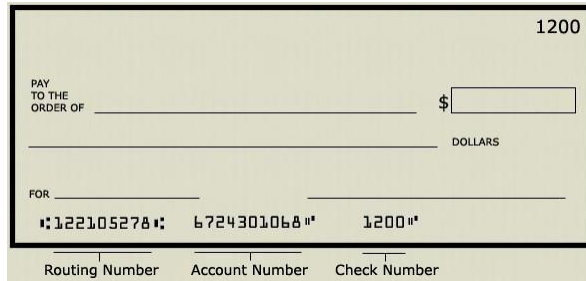 1200
PAY
TO THE
ORDER OF
$
DOLLARS
FOR
⑆122105278⑆ 6724301068⑈ 1200⑈
Routing Number Account Number Check Number